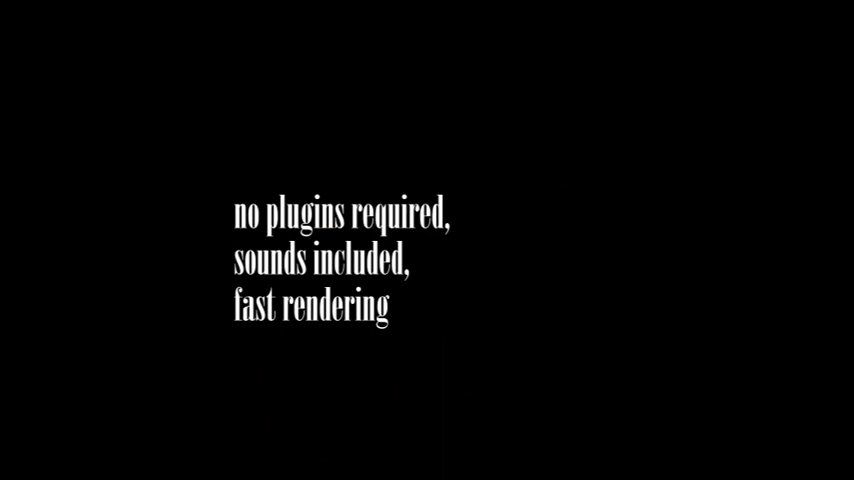 no plugins required,
sounds included,
fast rendering